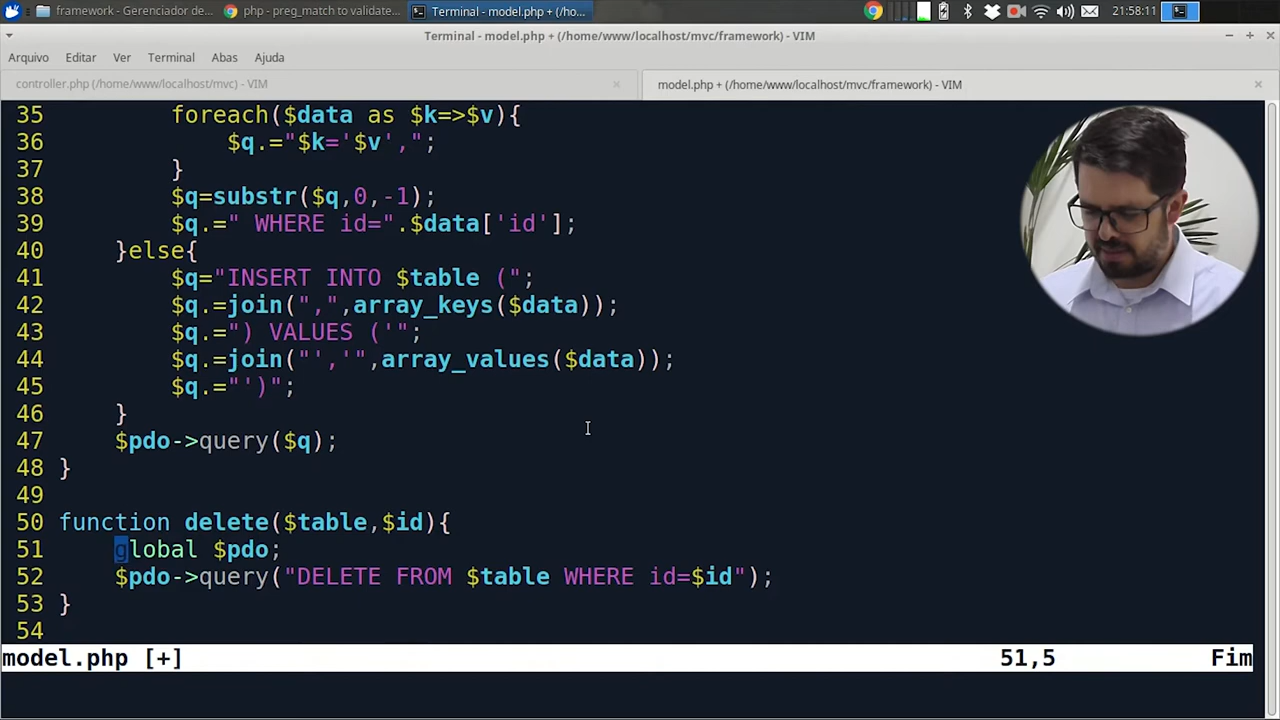 framework - Gerenciador de...
php - preg_match to validate...
Terminal - model.php + (/ho...
21:58:11
Terminal - model.php + (/home/www/localhost/mvc/framework) - VIM
Arquivo Editar Ver Terminal Abas Ajuda
controller.php (/home/www/localhost/mvc) - VIM
model.php + (/home/www/localhost/mvc/framework) - VIM
35 foreach($data as $k=>$v){
36 $q.="$k='$v',";
37 }
38 $q=substr($q,0,-1);
39 $q.=" WHERE id=".$data['id'];
40 }else{
41 $q="INSERT INTO $table (";
42 $q.=join(",",array_keys($data));
43 $q.=") VALUES ('";
44 $q.=join("','",array_values($data));
45 $q.="')";
46 }
47 $pdo->query($q);
48 }
49
50 function delete($table,$id){
51 global $pdo;
52 $pdo->query("DELETE FROM $table WHERE id=$id");
53 }
54
model.php [+] 51,5 Fim